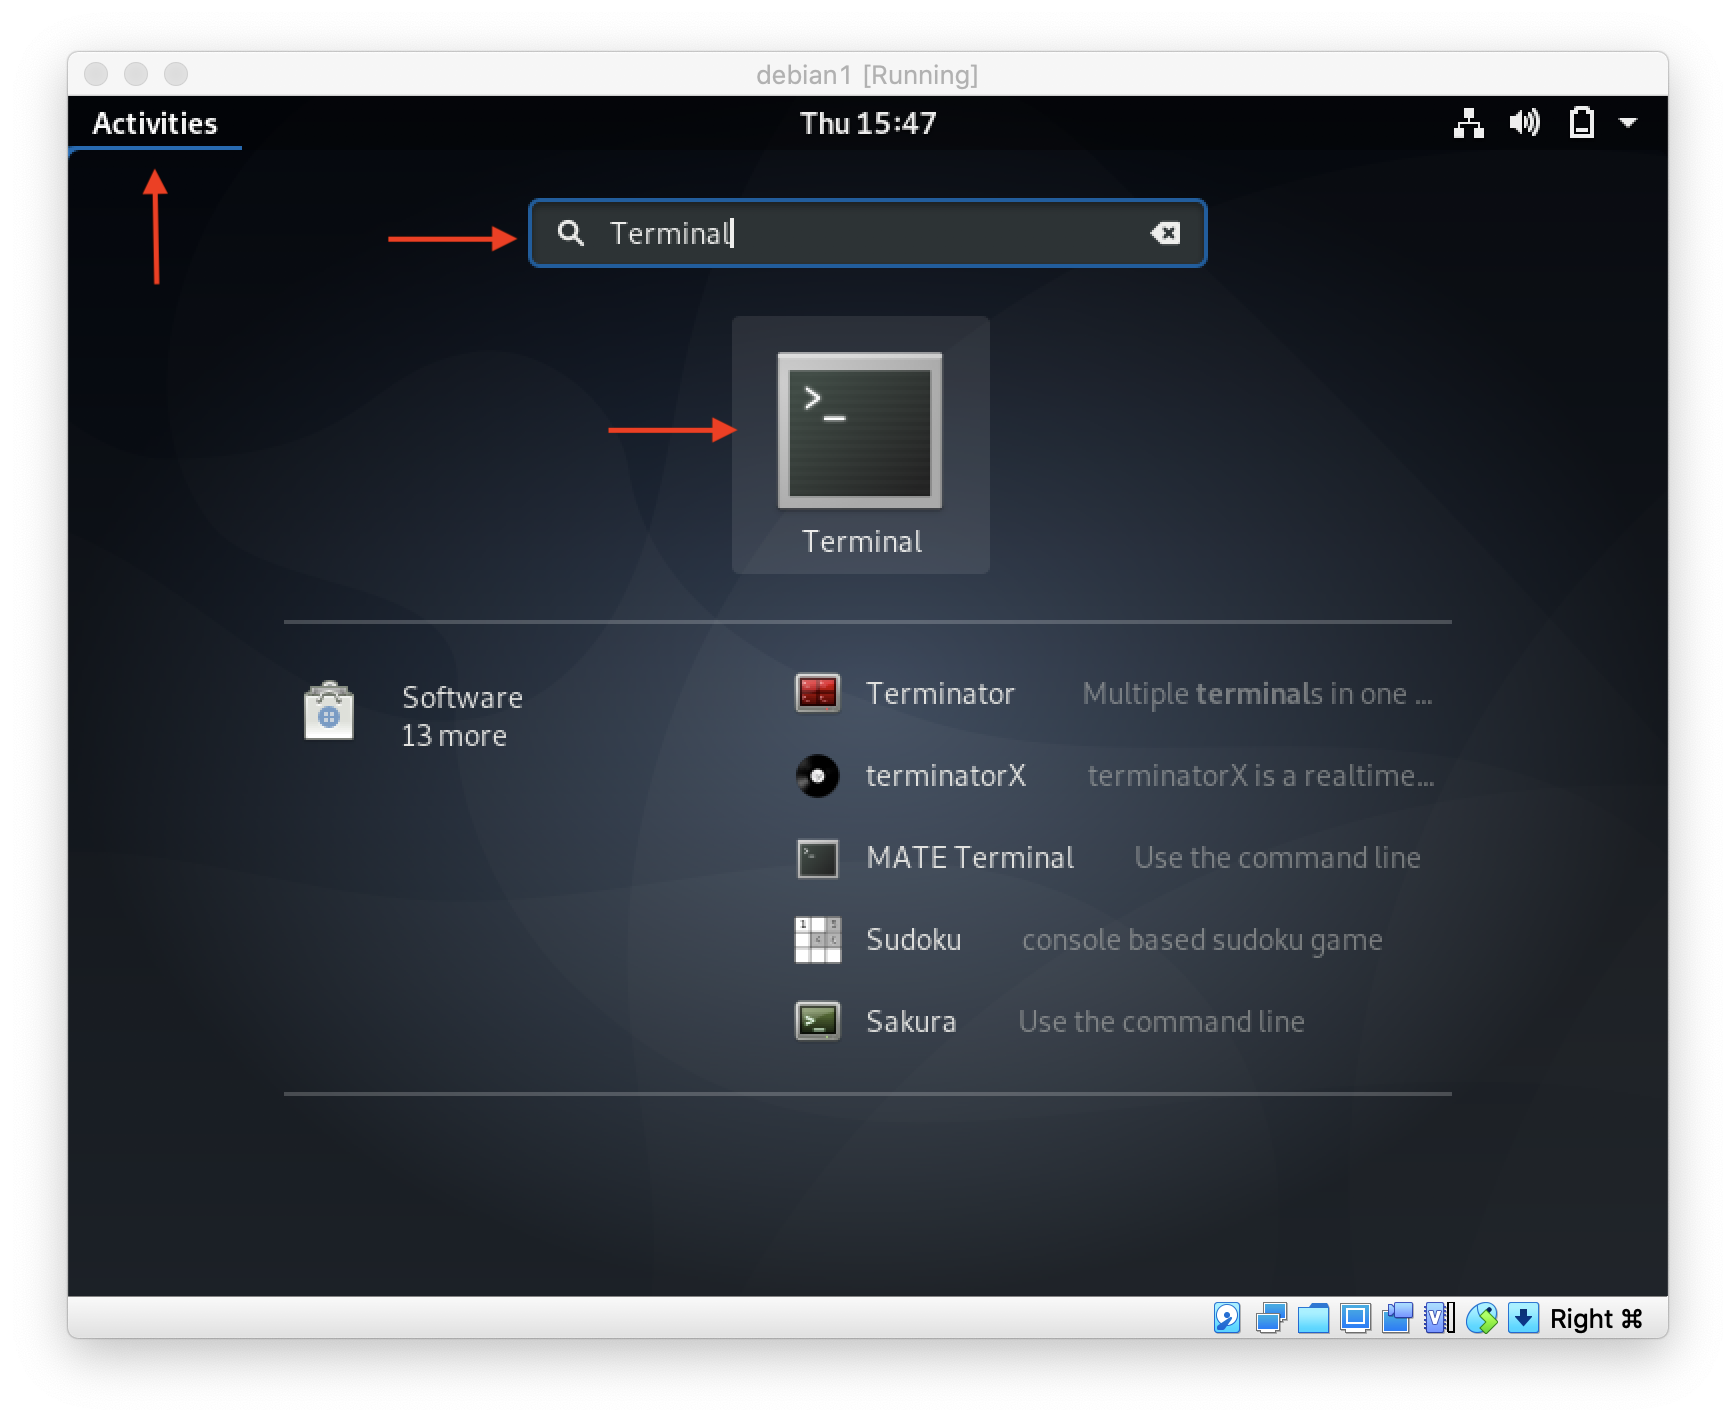 debian1 [Running]
Activities
Thu 15:47
Terminal
>_
Terminal
Software
13 more
Terminator Multiple terminals in one ...
terminatorX terminatorX is a realtime...
MATE Terminal Use the command line
Sudoku console based sudoku game
Sakura Use the command line
Right ⌘